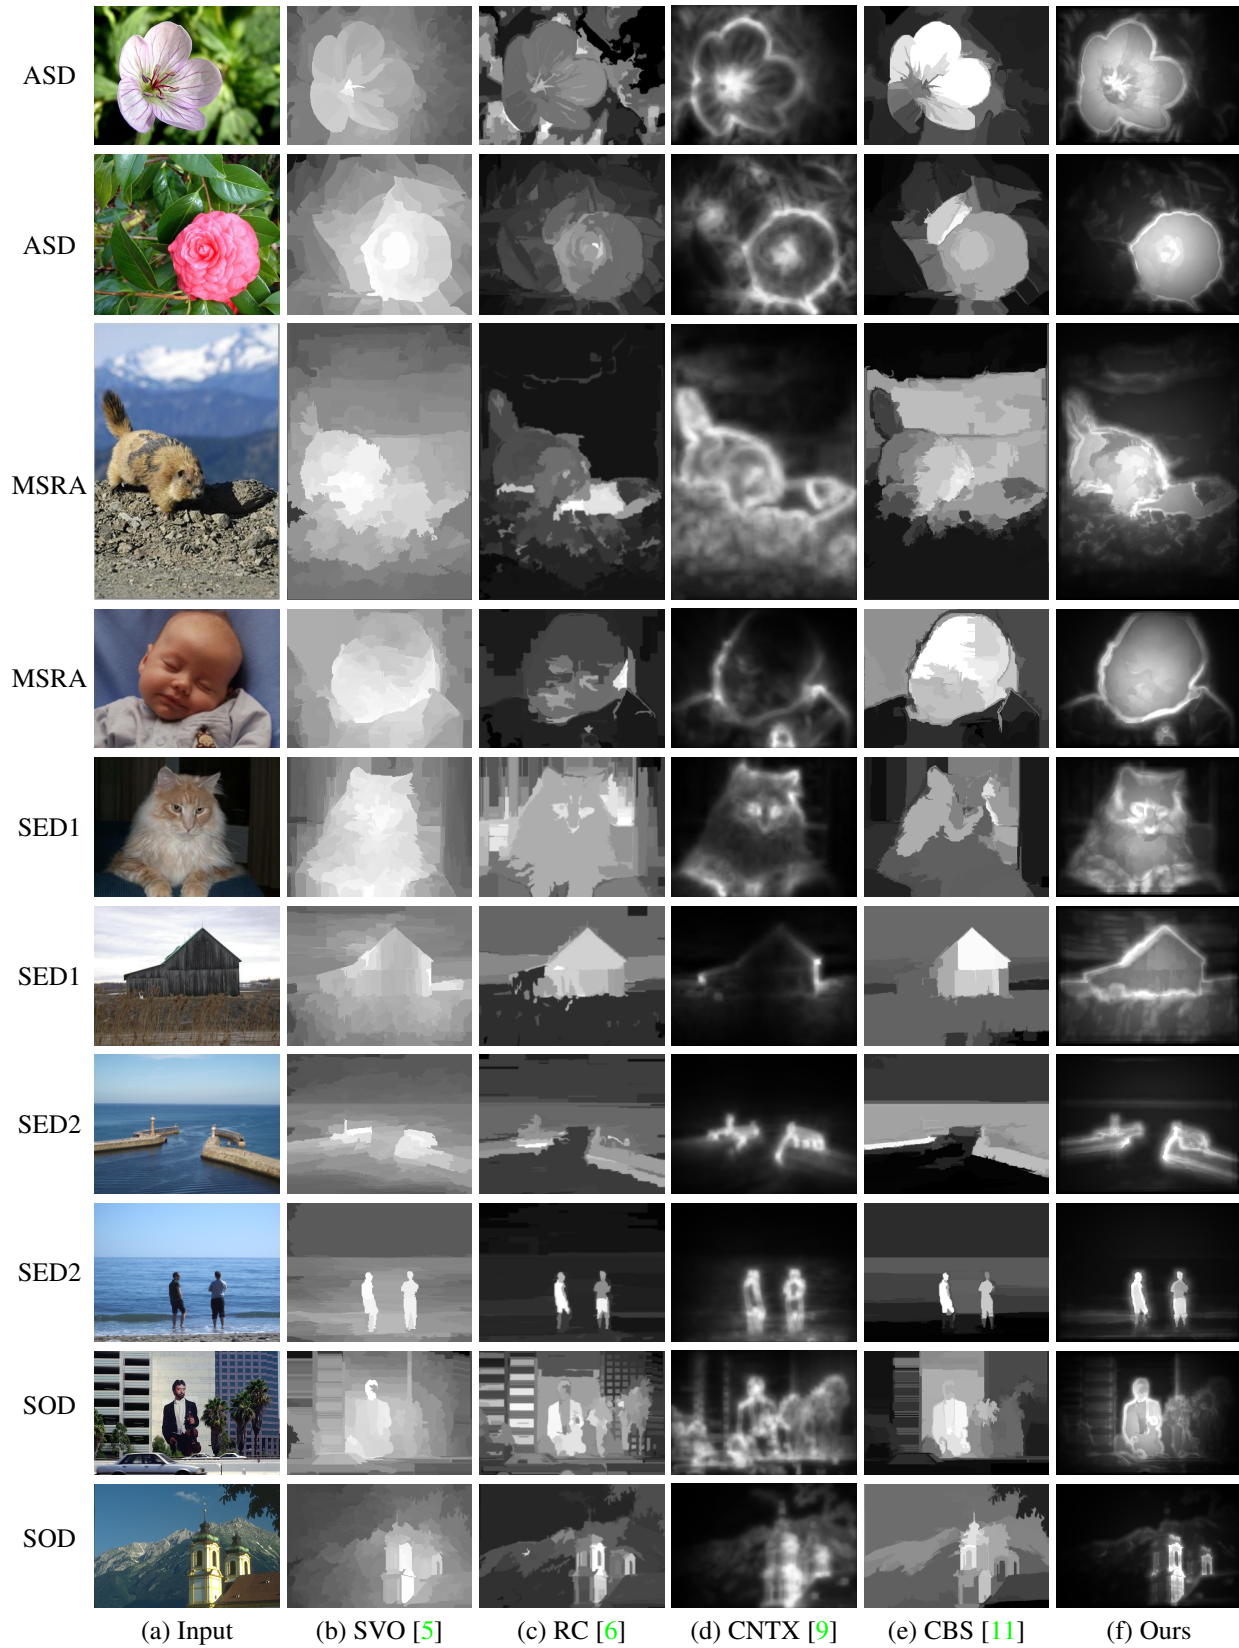 ASD
ASD
MSRA
MSRA
SED1
SED1
SED2
SED2
SOD
SOD
(a) Input (b) SVO [5] (c) RC [6] (d) CNTX [9] (e) CBS [11] (f) Ours